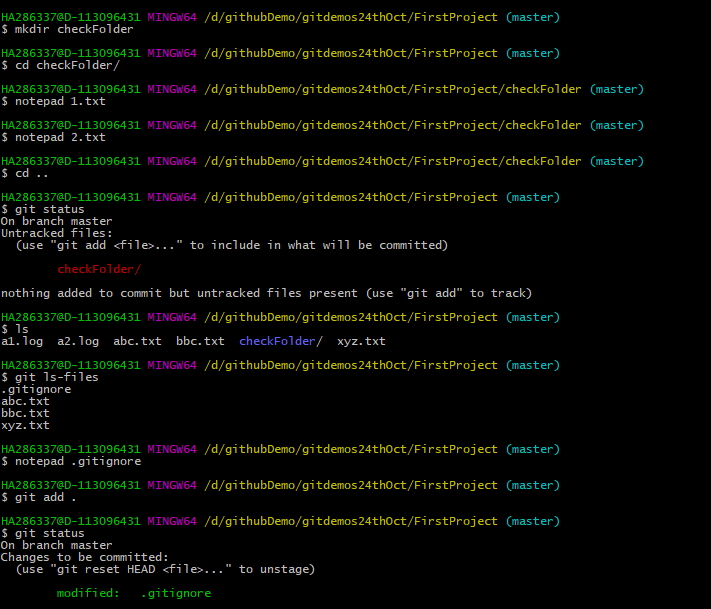 HA286337@D-113096431 MINGW64 /d/githubDemo/gitdemos24thOct/FirstProject (master)
$ mkdir checkFolder
HA286337@D-113096431 MINGW64 /d/githubDemo/gitdemos24thOct/FirstProject (master)
$ cd checkFolder/
HA286337@D-113096431 MINGW64 /d/githubDemo/gitdemos24thOct/FirstProject/checkFolder (master)
$ notepad 1.txt
HA286337@D-113096431 MINGW64 /d/githubDemo/gitdemos24thOct/FirstProject/checkFolder (master)
$ notepad 2.txt
HA286337@D-113096431 MINGW64 /d/githubDemo/gitdemos24thOct/FirstProject/checkFolder (master)
$ cd ..
HA286337@D-113096431 MINGW64 /d/githubDemo/gitdemos24thOct/FirstProject (master)
$ git status
On branch master
Untracked files:
  (use "git add <file>..." to include in what will be committed)
        checkFolder/
nothing added to commit but untracked files present (use "git add" to track)
HA286337@D-113096431 MINGW64 /d/githubDemo/gitdemos24thOct/FirstProject (master)
$ ls
a1.log  a2.log  abc.txt  bbc.txt  checkFolder/  xyz.txt
HA286337@D-113096431 MINGW64 /d/githubDemo/gitdemos24thOct/FirstProject (master)
$ git ls-files
.gitignore
abc.txt
bbc.txt
xyz.txt
HA286337@D-113096431 MINGW64 /d/githubDemo/gitdemos24thOct/FirstProject (master)
$ notepad .gitignore
HA286337@D-113096431 MINGW64 /d/githubDemo/gitdemos24thOct/FirstProject (master)
$ git add .
HA286337@D-113096431 MINGW64 /d/githubDemo/gitdemos24thOct/FirstProject (master)
$ git status
On branch master
Changes to be committed:
  (use "git reset HEAD <file>..." to unstage)
        modified:   .gitignore